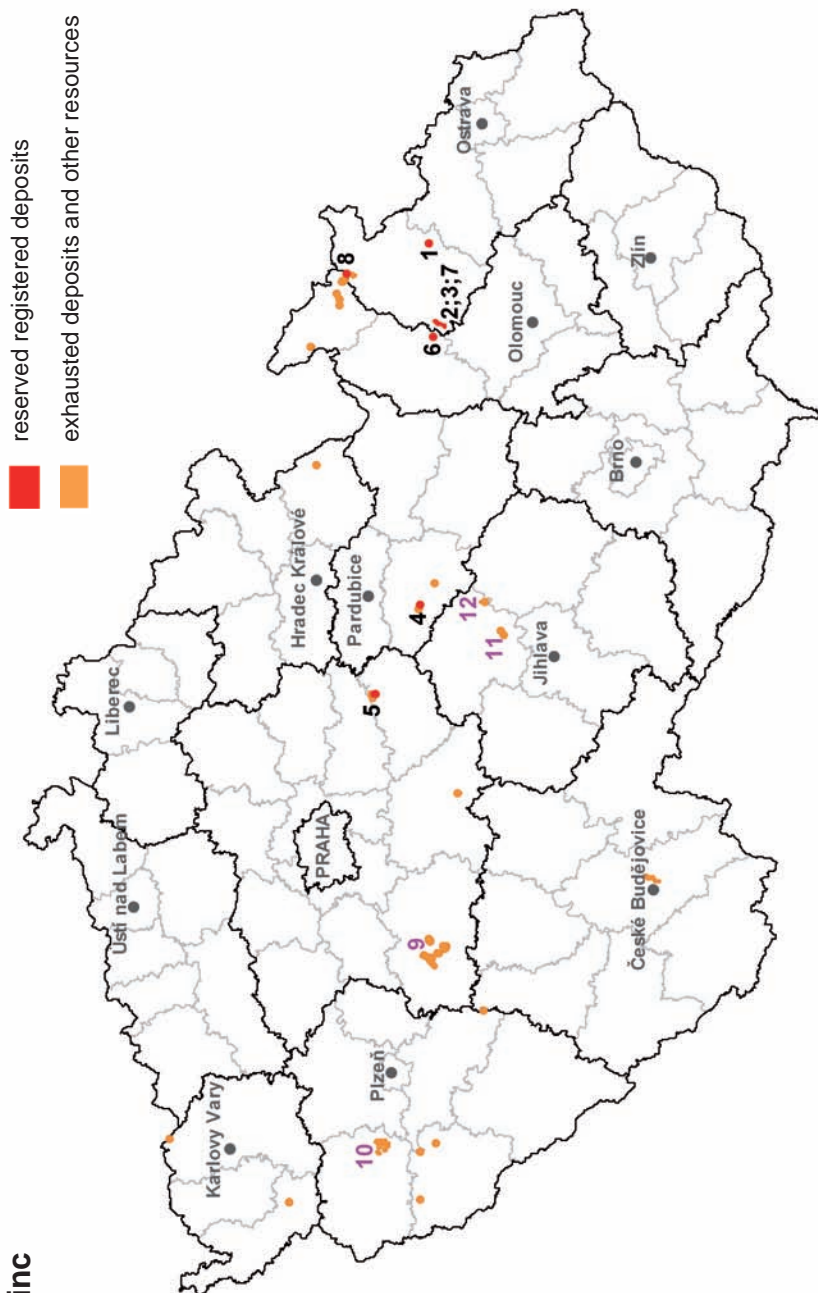 inc
reserved registered deposits
exhausted deposits and other resources
Karlovy Vary
Ústí nad Labem
Liberec
Hradec Králové
Pardubice
PRAHA
Plzeň
České Budějovice
Jihlava
Brno
Olomouc
Ostrava
Zlín
10
9
5
4
11
12
6
2;3;7
8
1